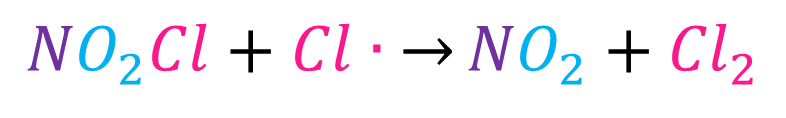 NO₂Cl + Cl · → NO₂ + Cl₂